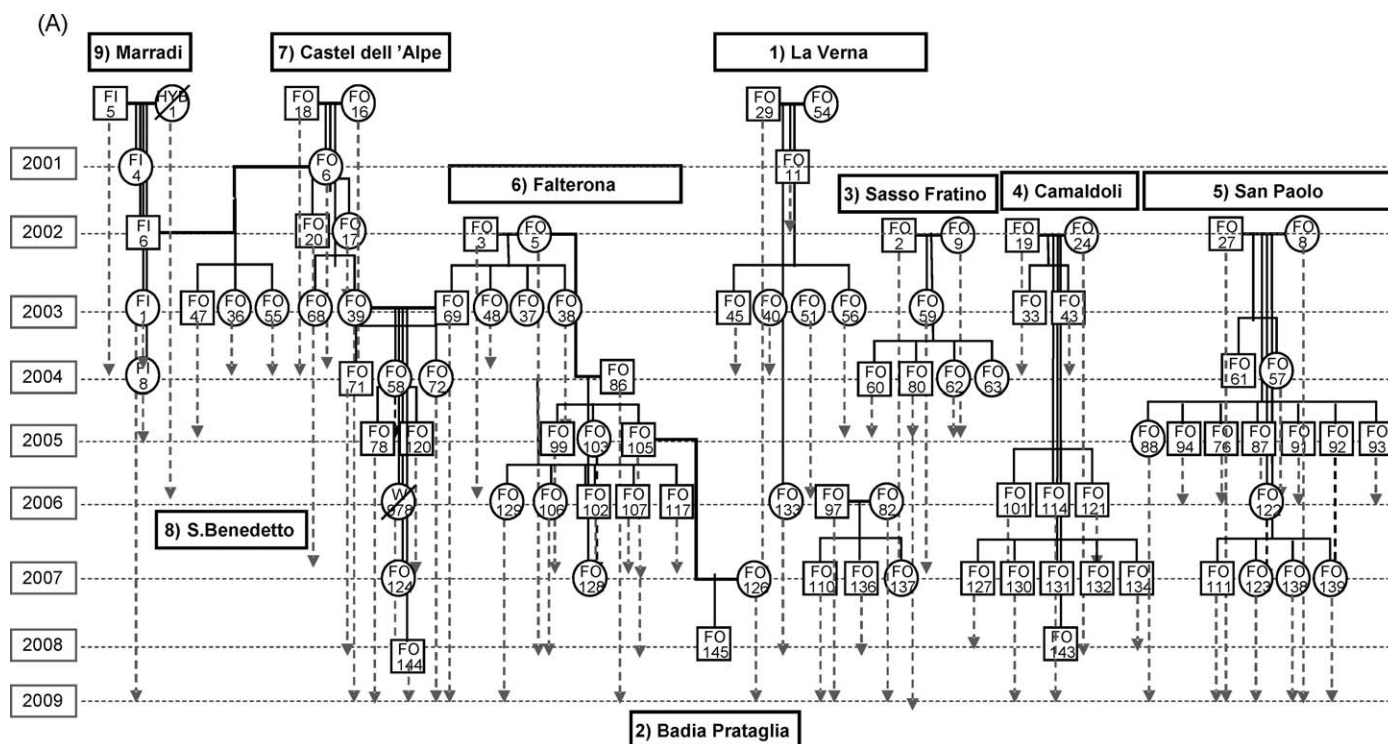 (A)
9) Marradi
7) Castel dell 'Alpe
1) La Verna
FI
5
HYB
1
FO
18
FO
16
FO
29
FO
54
2001
FI
4
FO
6
FO
11
6) Falterona
3) Sasso Fratino
4) Camaldoli
5) San Paolo
2002
FI
6
FO
20
FO
17
FO
3
FO
5
FO
2
FO
9
FO
19
FO
24
FO
27
FO
8
2003
FI
1
FO
47
FO
36
FO
55
FO
68
FO
39
FO
69
FO
48
FO
37
FO
38
FO
45
FO
40
FO
51
FO
56
FO
59
FO
33
FO
43
2004
FI
8
FO
71
FO
58
FO
72
FO
86
FO
60
FO
80
FO
62
FO
63
FO
61
FO
57
2005
FO
78
FO
120
FO
99
FO
103
FO
105
FO
88
FO
94
FO
76
FO
87
FO
91
FO
92
FO
93
2006
W
978
FO
129
FO
106
FO
102
FO
107
FO
117
FO
133
FO
97
FO
82
FO
101
FO
114
FO
121
FO
122
8) S.Benedetto
2007
FO
124
FO
128
FO
126
FO
110
FO
136
FO
137
FO
127
FO
130
FO
131
FO
132
FO
134
FO
111
FO
123
FO
138
FO
139
2008
FO
144
FO
145
FO
143
2009
2) Badia Prataglia